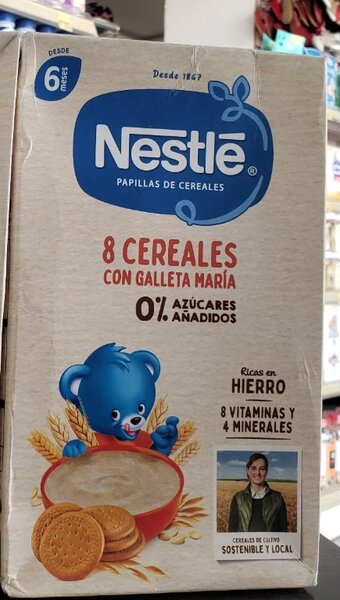 DESDE
6
meses
Desde 1867
Nestlé®
PAPILLAS DE CEREALES
8 CEREALES
CON GALLETA MARÍA
0% AZÚCARES
AÑADIDOS
Ricas en
HIERRO
8 VITAMINAS Y
4 MINERALES
CEREALES DE CULTIVO
SOSTENIBLE Y LOCAL